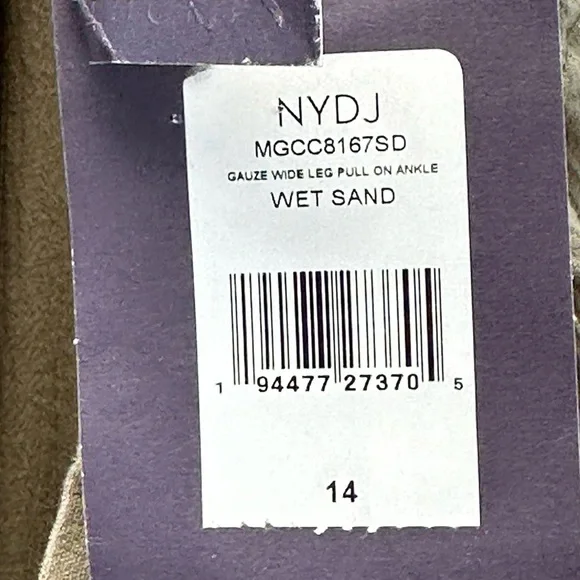 NYDJ
MGCC8167SD
GAUZE WIDE LEG PULL ON ANKLE
WET SAND
1 94477 27370 5
14